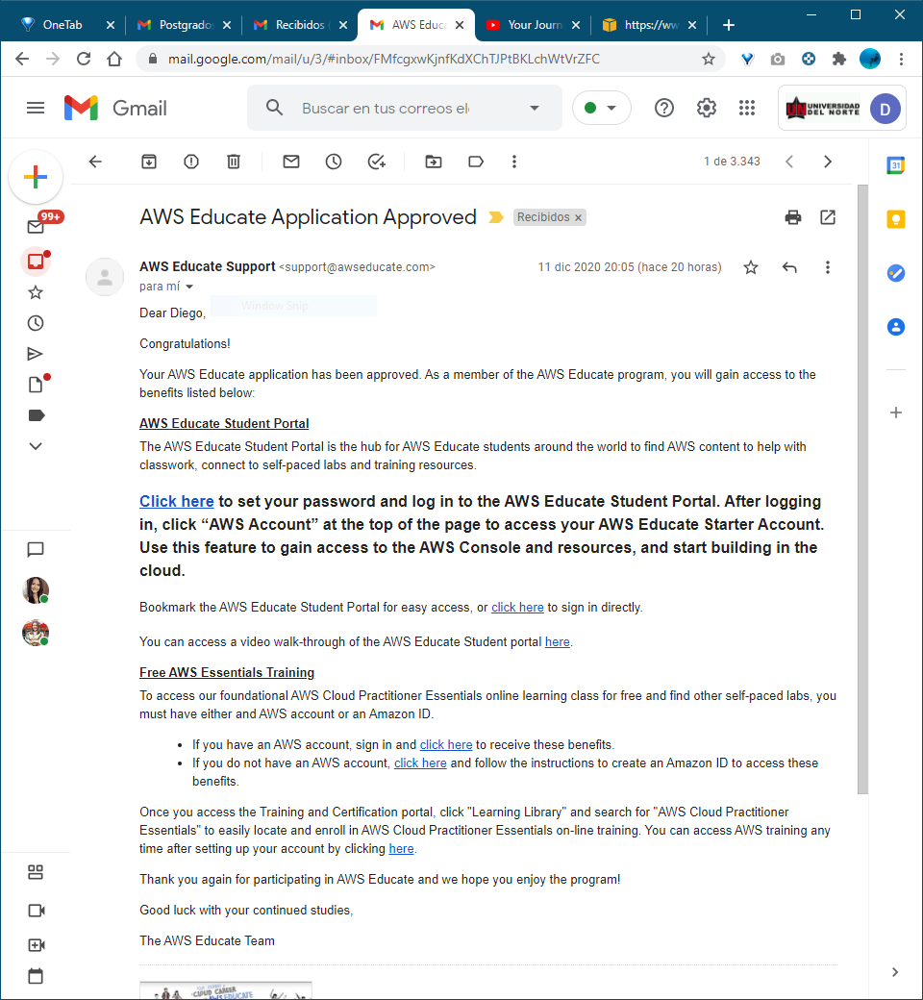 OneTab
Postgrados
Recibidos (
AWS Educa
Your Journ
https://ww
mail.google.com/mail/u/3/#inbox/FMfcgxwKjnfKdXChTJPtBKLchWtVrZFC
Gmail
Buscar en tus correos ele
UN UNIVERSIDAD
DEL NORTE
D
1 de 3.343
31
99+
AWS Educate Application Approved
Recibidos ×
AWS Educate Support <support@awseducate.com>
11 dic 2020 20:05 (hace 20 horas)
para mí
Window Snip
Dear Diego,
Congratulations!
Your AWS Educate application has been approved. As a member of the AWS Educate program, you will gain access to the
benefits listed below:
AWS Educate Student Portal
The AWS Educate Student Portal is the hub for AWS Educate students around the world to find AWS content to help with
classwork, connect to self-paced labs and training resources.
Click here to set your password and log in to the AWS Educate Student Portal. After logging
in, click “AWS Account” at the top of the page to access your AWS Educate Starter Account.
Use this feature to gain access to the AWS Console and resources, and start building in the
cloud.
Bookmark the AWS Educate Student Portal for easy access, or click here to sign in directly.
You can access a video walk-through of the AWS Educate Student portal here.
Free AWS Essentials Training
To access our foundational AWS Cloud Practitioner Essentials online learning class for free and find other self-paced labs, you
must have either and AWS account or an Amazon ID.
• If you have an AWS account, sign in and click here to receive these benefits.
• If you do not have an AWS account, click here and follow the instructions to create an Amazon ID to access these
benefits.
Once you access the Training and Certification portal, click "Learning Library" and search for "AWS Cloud Practitioner
Essentials" to easily locate and enroll in AWS Cloud Practitioner Essentials on-line training. You can access AWS training any
time after setting up your account by clicking here.
Thank you again for participating in AWS Educate and we hope you enjoy the program!
Good luck with your continued studies,
The AWS Educate Team
CLOUD CAREER